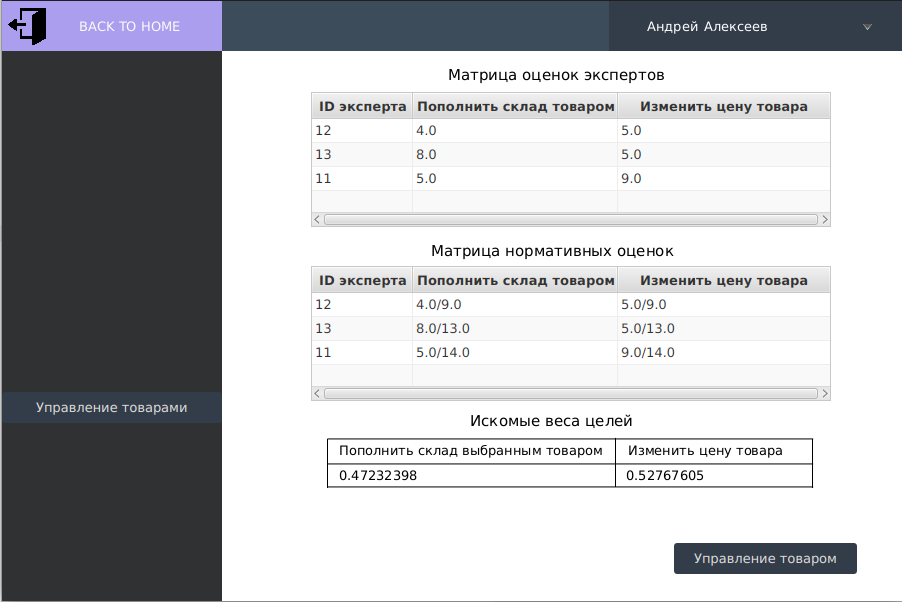 BACK TO HOME
Андрей Алексеев
Матрица оценок экспертов
ID эксперта Пополнить склад товаром Изменить цену товара
12 4.0 5.0
13 8.0 5.0
11 5.0 9.0
Матрица нормативных оценок
ID эксперта Пополнить склад товаром Изменить цену товара
12 4.0/9.0 5.0/9.0
13 8.0/13.0 5.0/13.0
11 5.0/14.0 9.0/14.0
Управление товарами
Искомые веса целей
Пополнить склад выбранным товаром Изменить цену товара
0.47232398 0.52767605
Управление товаром